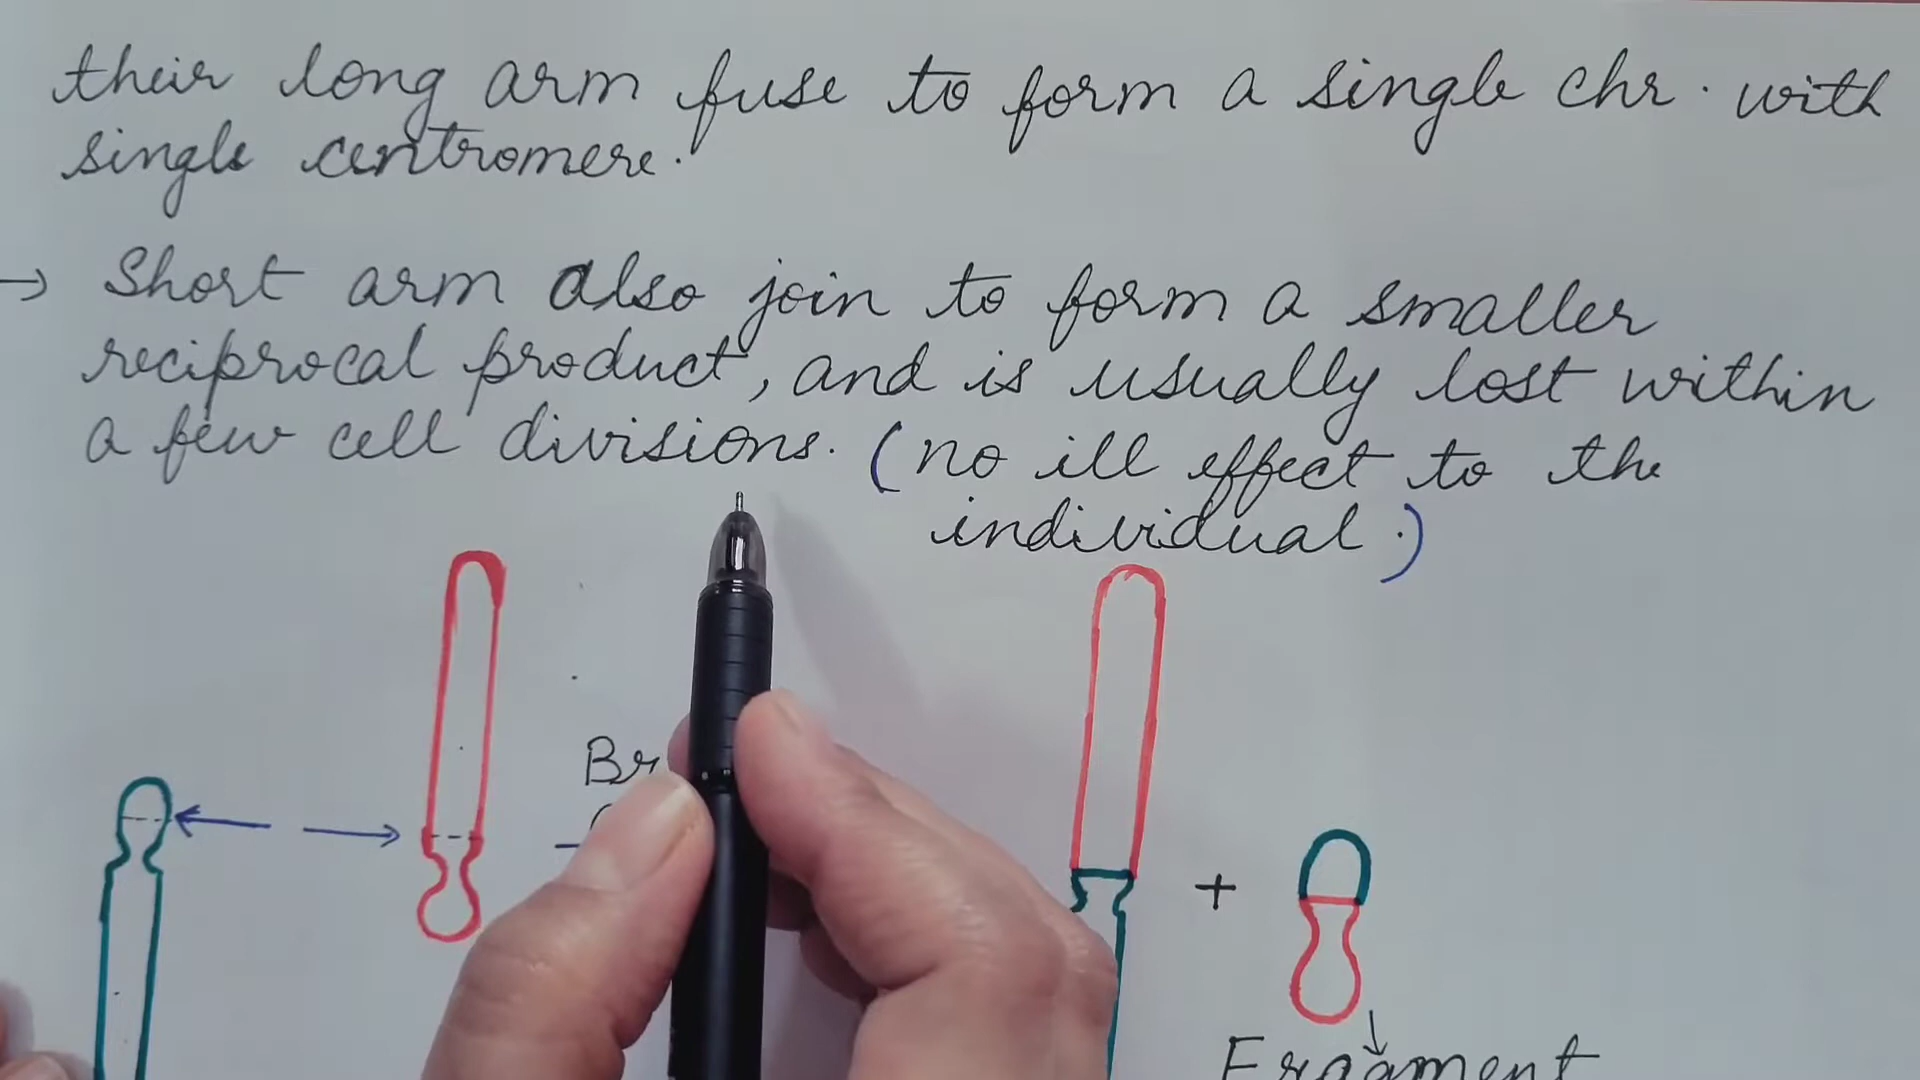 their long arm fuse to form a single chr. with
single centromere.
→ Short arm also join to form a smaller
reciprocal product, and is usually lost within
a few cell divisions. (no ill effect to the
individual.)
+
Fragment